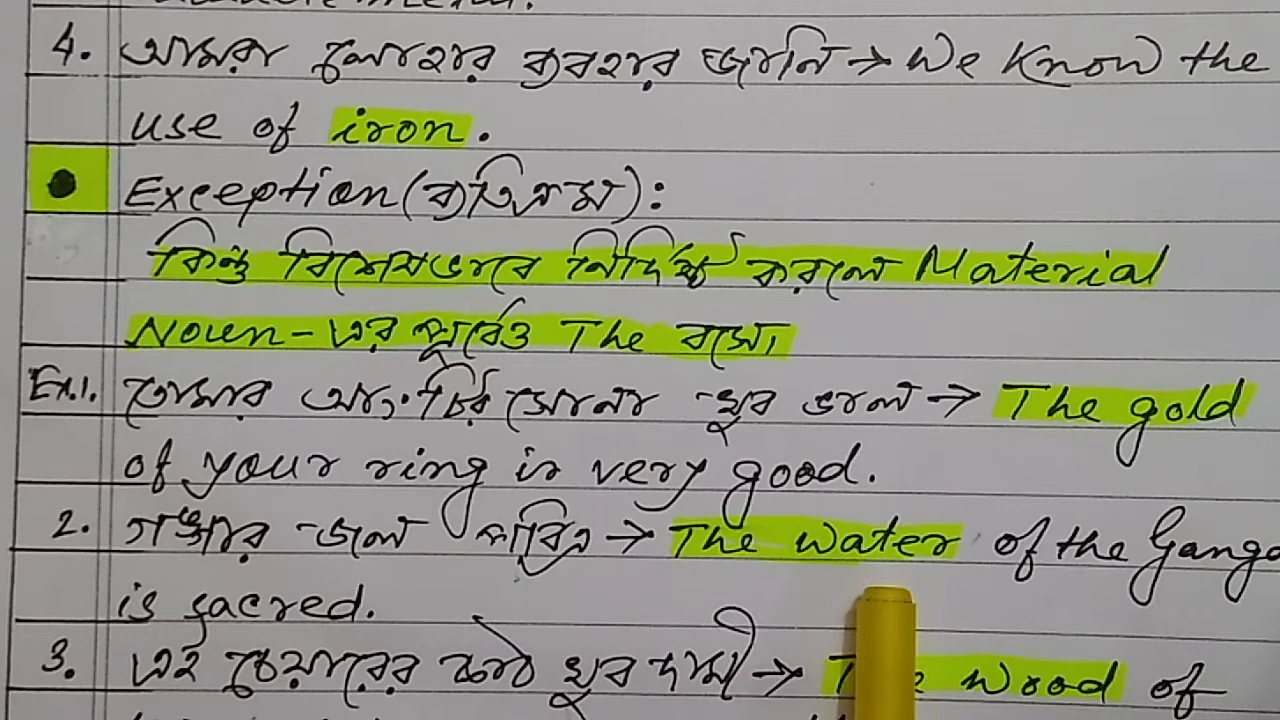 4. আমরা লোহার ব্যবহার জানি → We Know the
use of iron.
● Exception (ব্যতিক্রম):
কিন্তু বিশেষভাবে নির্দিষ্ট করলে Material
Noun-এর পূর্বেও The বসে।
Ex.1. তোমার আংটির সোনা খুব ভাল → The gold
of your ring is very good.
2. গঙ্গার জল পবিত্র → The water of the Ganga
is sacred.
3. এই চেয়ারের কাঠ খুব দামী → wood of